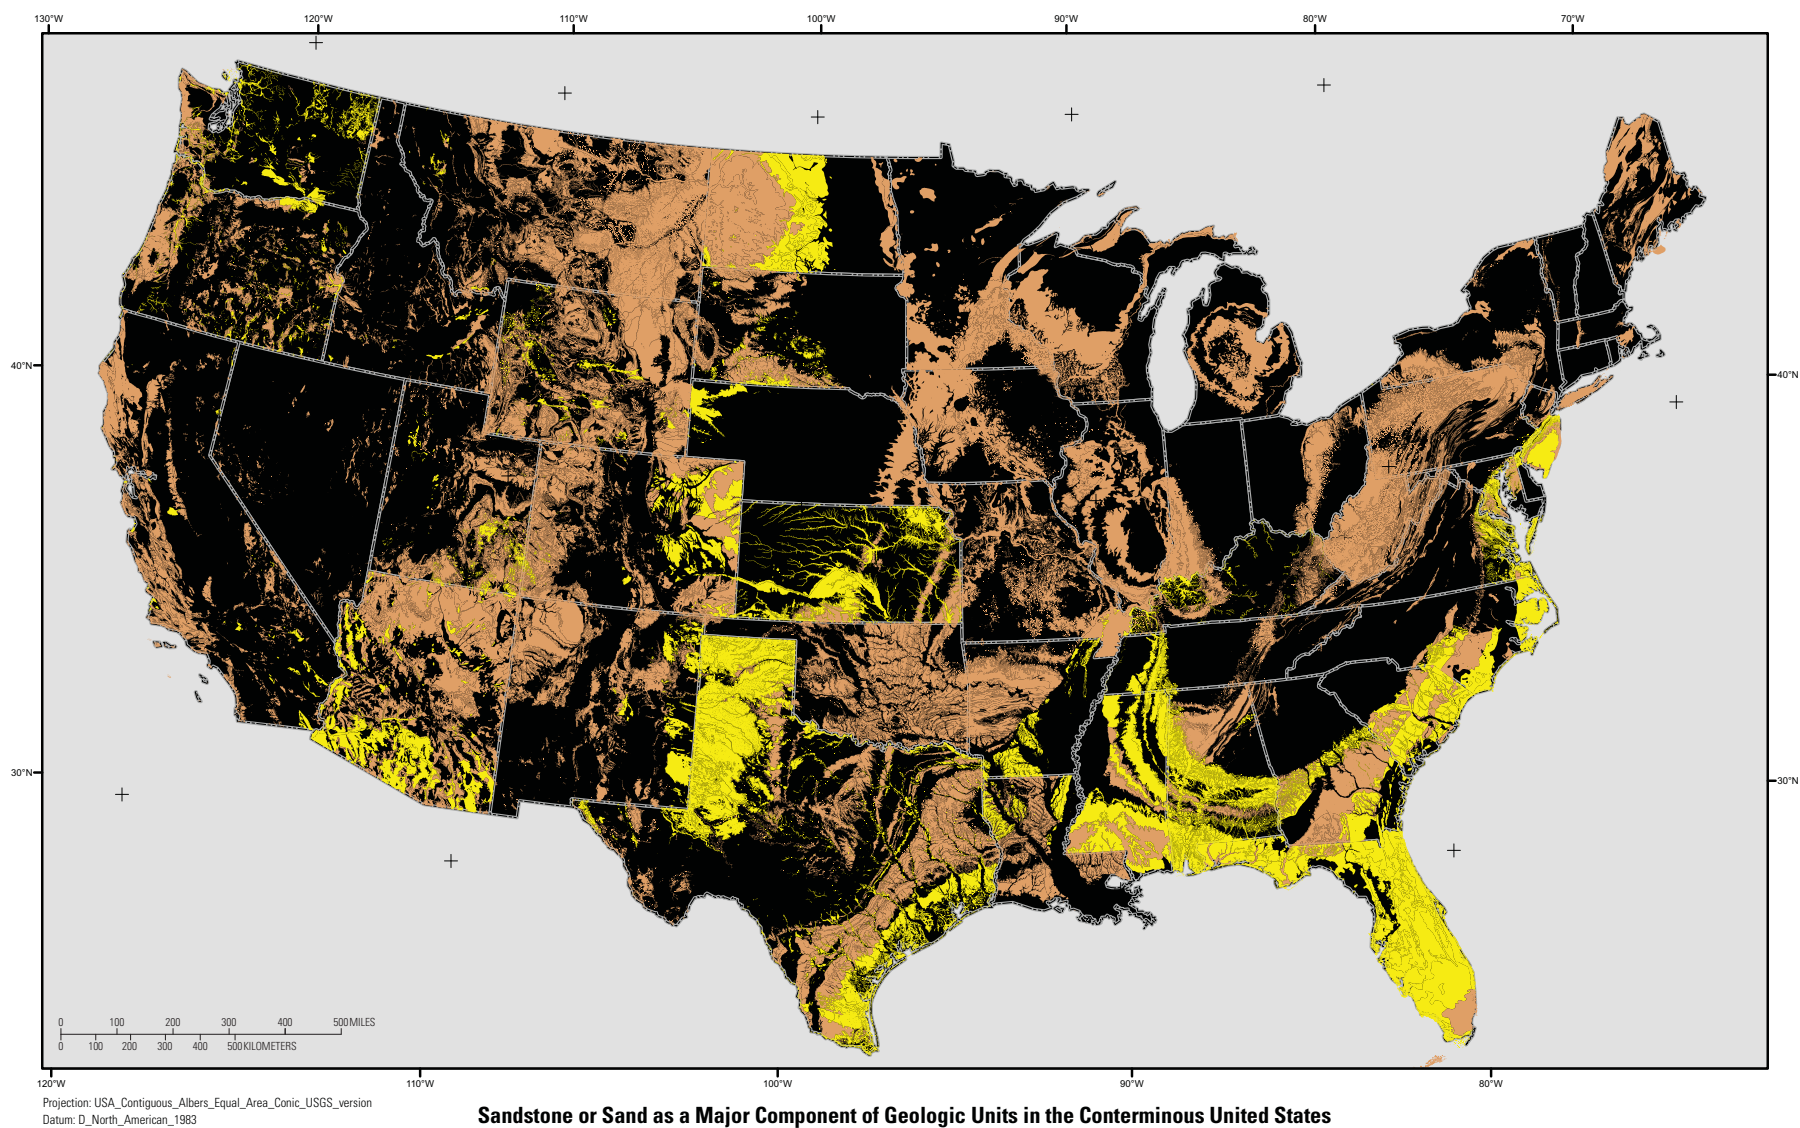 130°W 120°W 110°W 100°W 90°W 80°W 70°W
40°N 40°N
30°N 30°N
0 100 200 300 400 500 MILES
0 100 200 300 400 500 KILOMETERS
120°W 110°W 100°W 90°W 80°W
Projection: USA_Contiguous_Albers_Equal_Area_Conic_USGS_version
Datum: D_North_American_1983
Sandstone or Sand as a Major Component of Geologic Units in the Conterminous United States